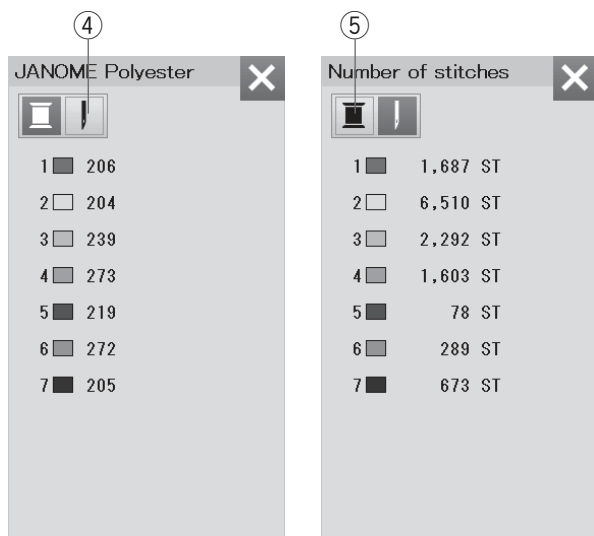 ④
JANOME Polyester
1 206
2 204
3 239
4 273
5 219
6 272
7 205
⑤
Number of stitches
1 1,687 ST
2 6,510 ST
3 2,292 ST
4 1,603 ST
5 78 ST
6 289 ST
7 673 ST